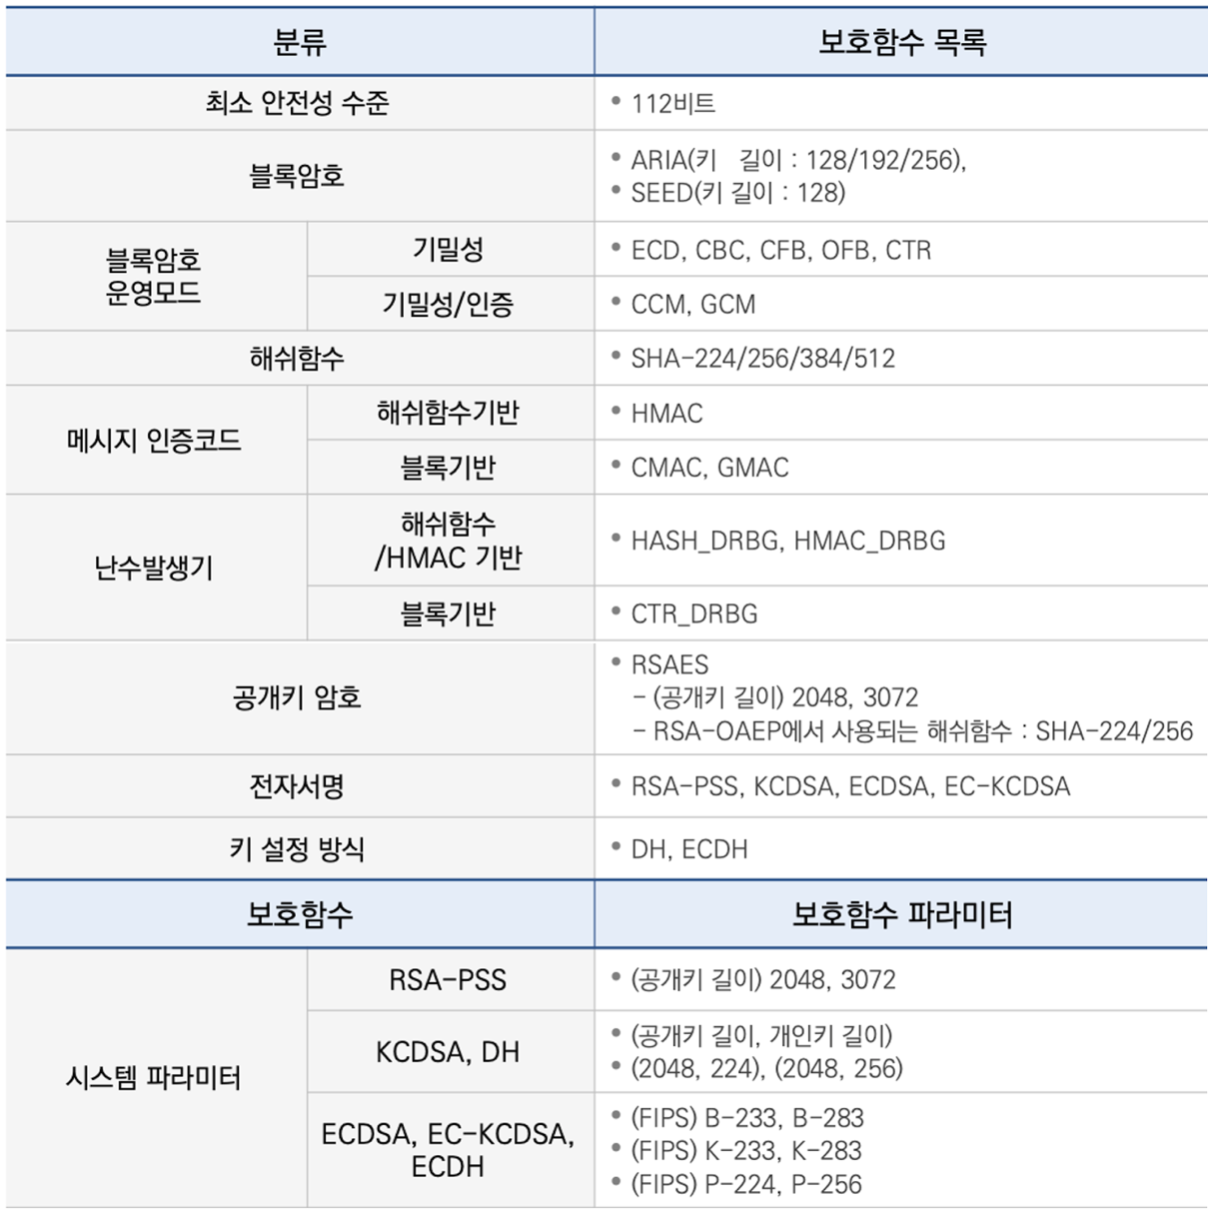 분류 보호함수 목록
최소 안전성 수준 • 112비트
블록암호 • ARIA(키 길이 : 128/192/256),
• SEED(키 길이 : 128)
블록암호
운영모드
기밀성 • ECD, CBC, CFB, OFB, CTR
기밀성/인증 • CCM, GCM
해쉬함수 • SHA-224/256/384/512
메시지 인증코드
해쉬함수기반 • HMAC
블록기반 • CMAC, GMAC
난수발생기
해쉬함수
/HMAC 기반
• HASH_DRBG, HMAC_DRBG
블록기반 • CTR_DRBG
공개키 암호
• RSAES
- (공개키 길이) 2048, 3072
- RSA-OAEP에서 사용되는 해쉬함수 : SHA-224/256
전자서명 • RSA-PSS, KCDSA, ECDSA, EC-KCDSA
키 설정 방식 • DH, ECDH
보호함수 보호함수 파라미터
시스템 파라미터
RSA-PSS • (공개키 길이) 2048, 3072
KCDSA, DH
• (공개키 길이, 개인키 길이)
• (2048, 224), (2048, 256)
ECDSA, EC-KCDSA,
ECDH
• (FIPS) B-233, B-283
• (FIPS) K-233, K-283
• (FIPS) P-224, P-256